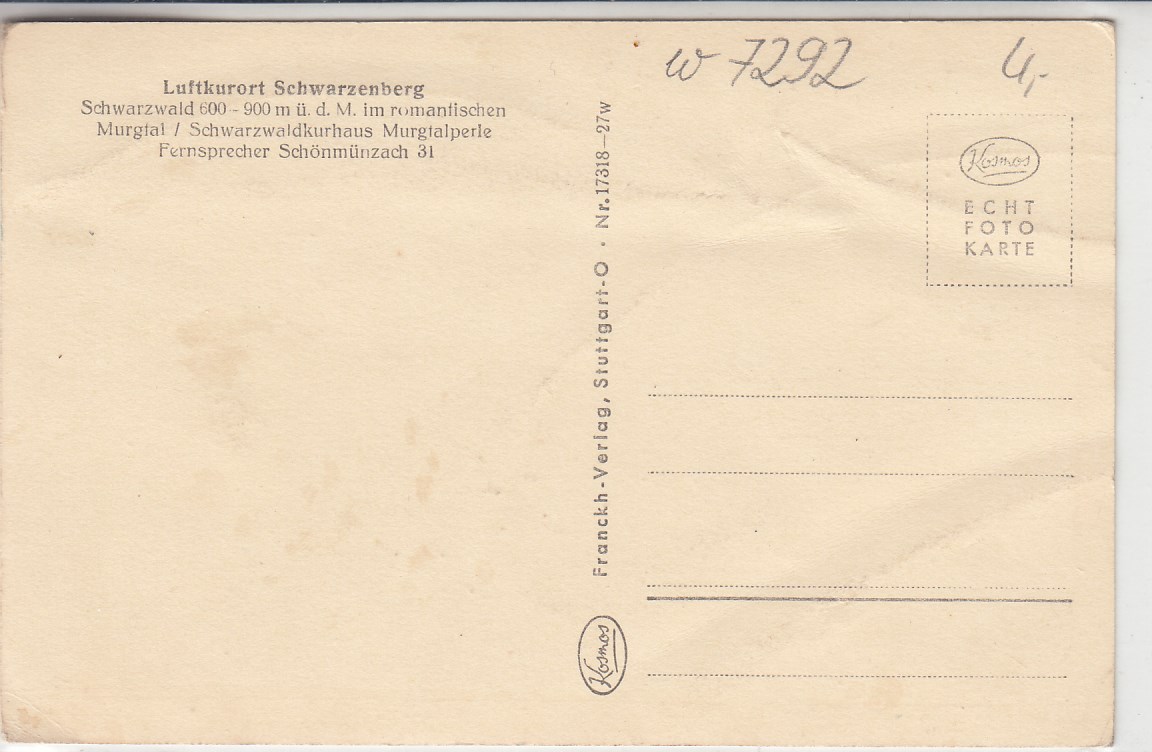 Luftkurort Schwarzenberg
Schwarzwald 600 - 900 m ü. d. M. im romantischen
Murgtal / Schwarzwaldkurhaus Murgtalperle
Fernsprecher Schönmünzach 31
Franckh-Verlag, Stuttgart-O · Nr. 17318—27w
Kosmos
w 7292
4,-
Kosmos
ECHT
FOTO
KARTE